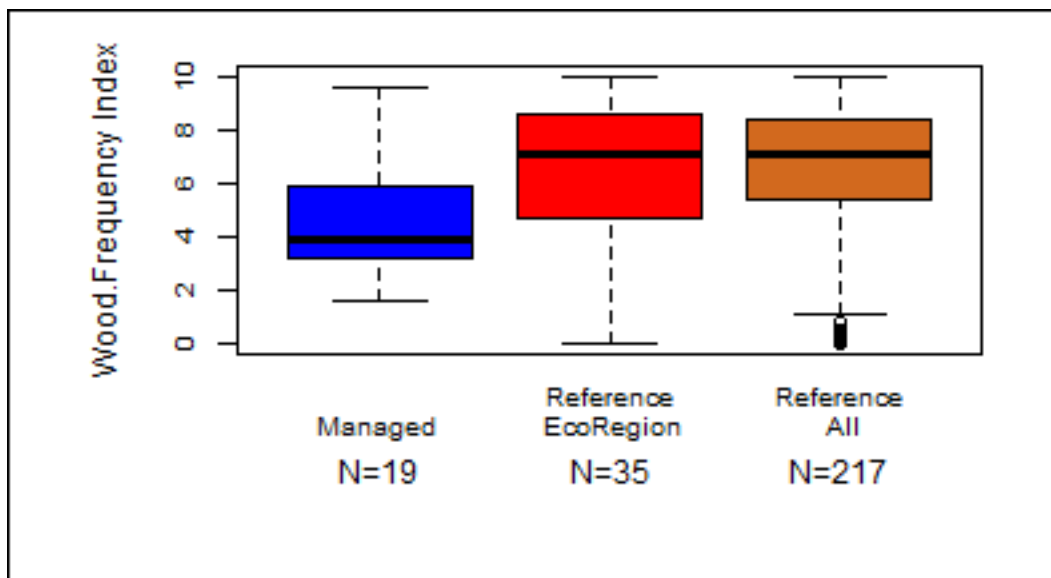 Wood.Frequency Index
10
8
6
4
2
0
Managed
Reference
EcoRegion
Reference
All
N=19
N=35
N=217